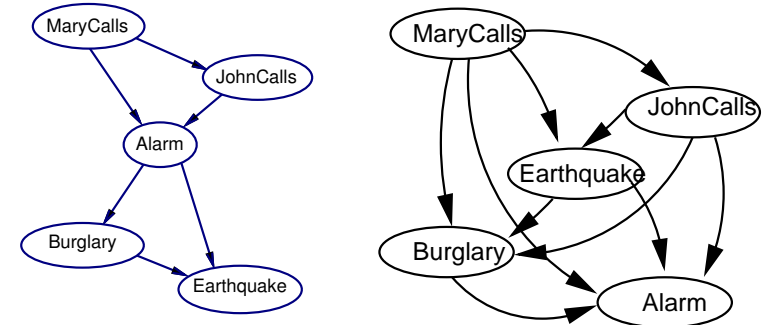 MaryCalls
JohnCalls
Alarm
Burglary
Earthquake
MaryCalls
JohnCalls
Earthquake
Burglary
Alarm